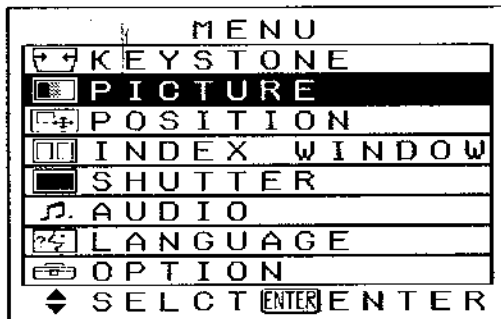 MENU
KEYSTONE
PICTURE
POSITION
INDEX WINDOW
SHUTTER
AUDIO
LANGUAGE
OPTION
SELCT ENTER ENTER